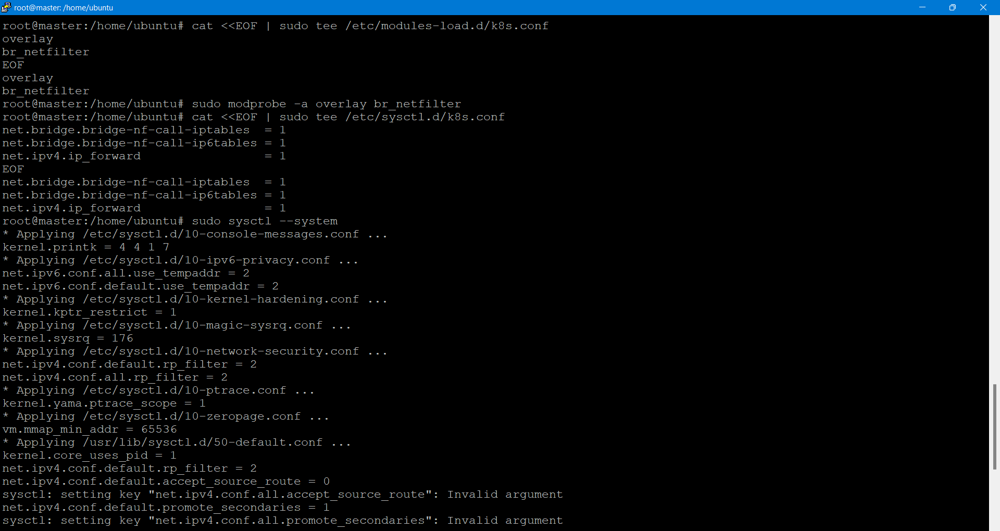 root@master: /home/ubuntu
root@master:/home/ubuntu# cat <<EOF | sudo tee /etc/modules-load.d/k8s.conf
overlay
br_netfilter
EOF
overlay
br_netfilter
root@master:/home/ubuntu# sudo modprobe -a overlay br_netfilter
root@master:/home/ubuntu# cat <<EOF | sudo tee /etc/sysctl.d/k8s.conf
net.bridge.bridge-nf-call-iptables  = 1
net.bridge.bridge-nf-call-ip6tables = 1
net.ipv4.ip_forward                 = 1
EOF
net.bridge.bridge-nf-call-iptables  = 1
net.bridge.bridge-nf-call-ip6tables = 1
net.ipv4.ip_forward                 = 1
root@master:/home/ubuntu# sudo sysctl --system
* Applying /etc/sysctl.d/10-console-messages.conf ...
kernel.printk = 4 4 1 7
* Applying /etc/sysctl.d/10-ipv6-privacy.conf ...
net.ipv6.conf.all.use_tempaddr = 2
net.ipv6.conf.default.use_tempaddr = 2
* Applying /etc/sysctl.d/10-kernel-hardening.conf ...
kernel.kptr_restrict = 1
* Applying /etc/sysctl.d/10-magic-sysrq.conf ...
kernel.sysrq = 176
* Applying /etc/sysctl.d/10-network-security.conf ...
net.ipv4.conf.default.rp_filter = 2
net.ipv4.conf.all.rp_filter = 2
* Applying /etc/sysctl.d/10-ptrace.conf ...
kernel.yama.ptrace_scope = 1
* Applying /etc/sysctl.d/10-zeropage.conf ...
vm.mmap_min_addr = 65536
* Applying /usr/lib/sysctl.d/50-default.conf ...
kernel.core_uses_pid = 1
net.ipv4.conf.default.rp_filter = 2
net.ipv4.conf.default.accept_source_route = 0
sysctl: setting key "net.ipv4.conf.all.accept_source_route": Invalid argument
net.ipv4.conf.default.promote_secondaries = 1
sysctl: setting key "net.ipv4.conf.all.promote_secondaries": Invalid argument